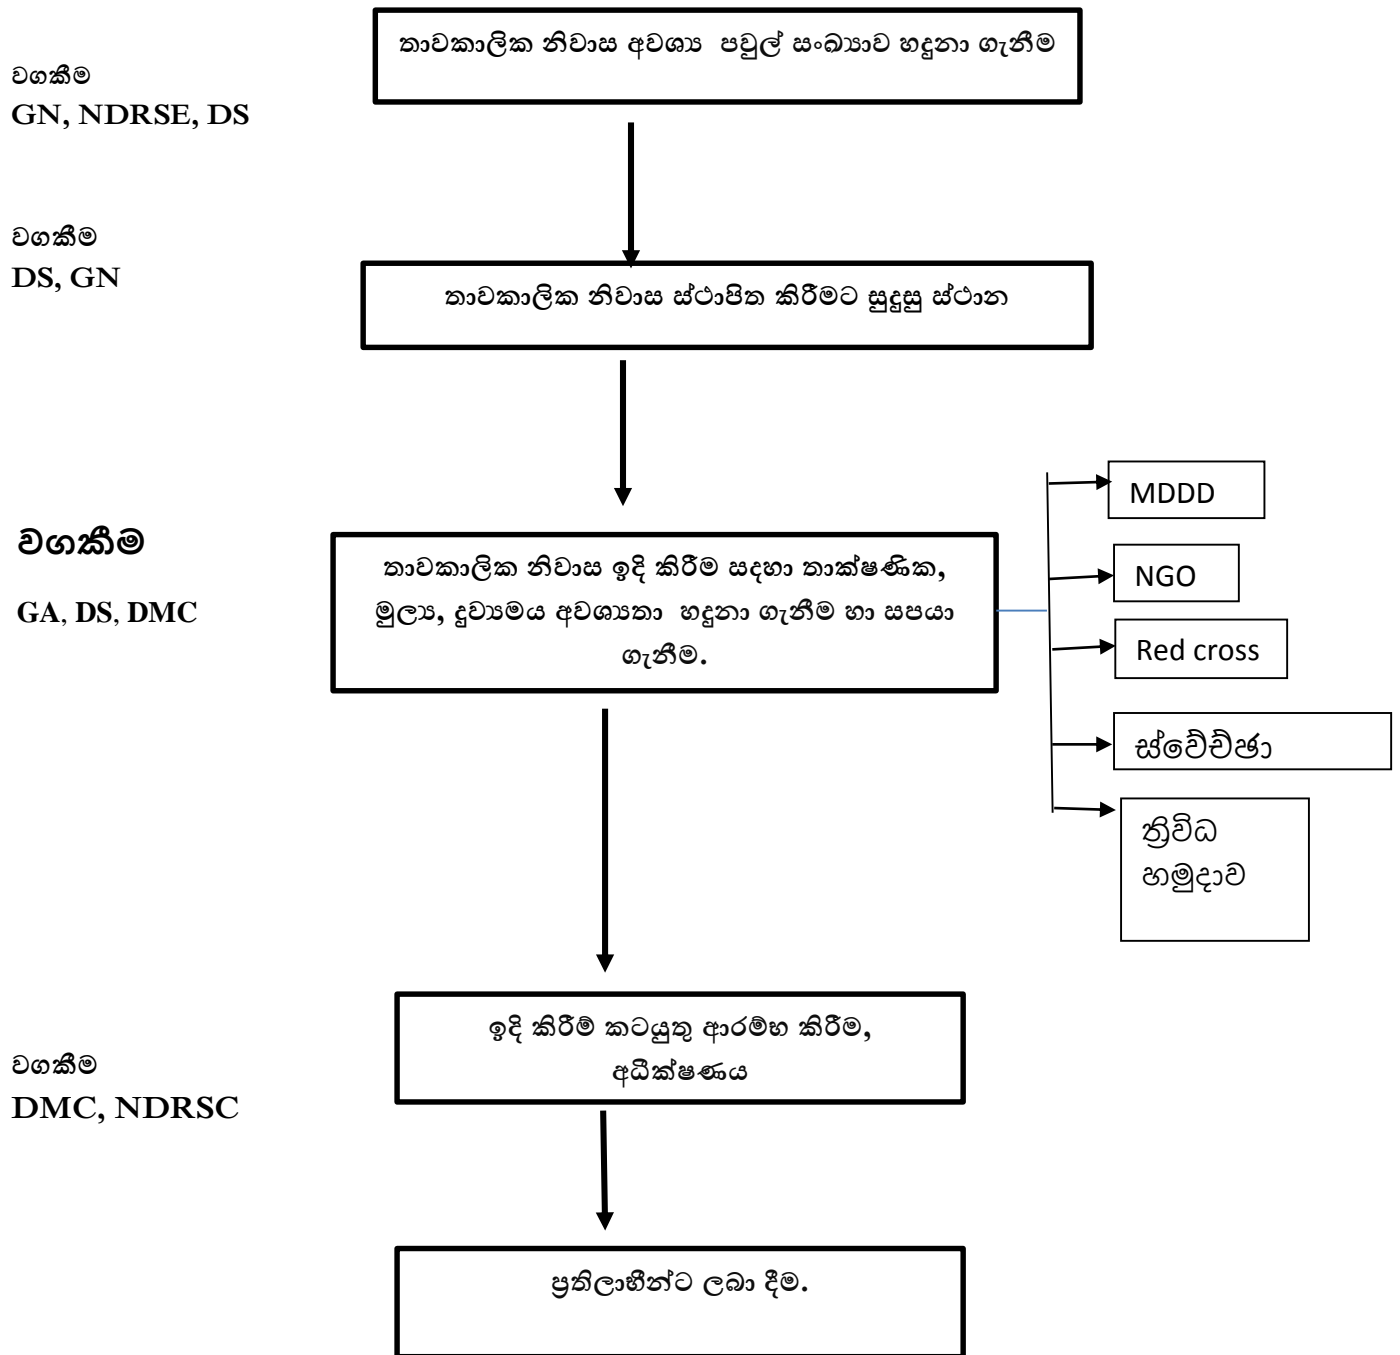 තාවකාලික නිවාස අවශ්‍ය පවුල් සංඛ්‍යාව හදුනා ගැනීම
වගකීම
GN, NDRSE, DS
වගකීම
DS, GN
තාවකාලික නිවාස ස්ථාපිත කිරීමට සුදුසු ස්ථාන
වගකීම
GA, DS, DMC
තාවකාලික නිවාස ඉදි කිරීම සදහා තාක්ෂණික,
මුල්‍ය, ද්‍රව්‍යමය අවශ්‍යතා හදුනා ගැනීම හා සපයා
ගැනීම.
MDDD
NGO
Red cross
ස්වේච්ඡා
ත්‍රිවිධ
හමුදාව
ඉදි කිරීම් කටයුතු ආරම්භ කිරීම,
අධීක්ෂණය
වගකීම
DMC, NDRSC
ප්‍රතිලාභීන්ට ලබා දීම.